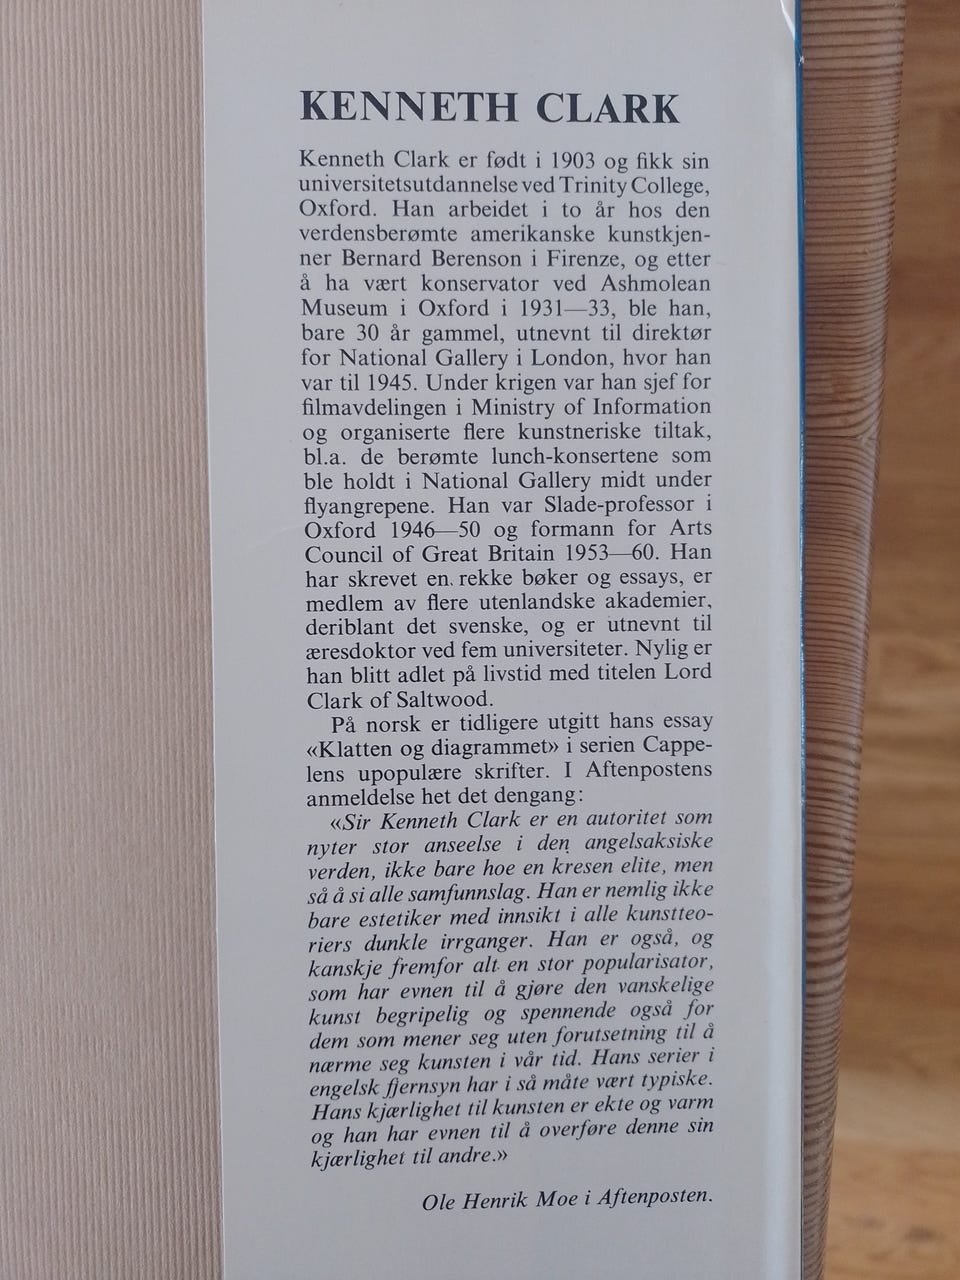 KENNETH CLARK
Kenneth Clark er født i 1903 og fikk sin
universitetsutdannelse ved Trinity College,
Oxford. Han arbeidet i to år hos den
verdensberømte amerikanske kunstkjen-
ner Bernard Berenson i Firenze, og etter
å ha vært konservator ved Ashmolean
Museum i Oxford i 1931—33, ble han,
bare 30 år gammel, utnevnt til direktør
for National Gallery i London, hvor han
var til 1945. Under krigen var han sjef for
filmavdelingen i Ministry of Information
og organiserte flere kunstneriske tiltak,
bl.a. de berømte lunch-konsertene som
ble holdt i National Gallery midt under
flyangrepene. Han var Slade-professor i
Oxford 1946—50 og formann for Arts
Council of Great Britain 1953—60. Han
har skrevet en. rekke bøker og essays, er
medlem av flere utenlandske akademier,
deriblant det svenske, og er utnevnt til
æresdoktor ved fem universiteter. Nylig er
han blitt adlet på livstid med titelen Lord
Clark of Saltwood.
På norsk er tidligere utgitt hans essay
«Klatten og diagrammet» i serien Cappe-
lens upopulære skrifter. I Aftenpostens
anmeldelse het det dengang:
«Sir Kenneth Clark er en autoritet som
nyter stor anseelse i den angelsaksiske
verden, ikke bare hoe en kresen elite, men
så å si alle samfunnslag. Han er nemlig ikke
bare estetiker med innsikt i alle kunstteo-
riers dunkle irrganger. Han er også, og
kanskje fremfor alt en stor popularisator,
som har evnen til å gjøre den vanskelige
kunst begripelig og spennende også for
dem som mener seg uten forutsetning til å
nærme seg kunsten i vår tid. Hans serier i
engelsk fjernsyn har i så måte vært typiske.
Hans kjærlighet til kunsten er ekte og varm
og han har evnen til å overføre denne sin
kjærlighet til andre.»
Ole Henrik Moe i Aftenposten.